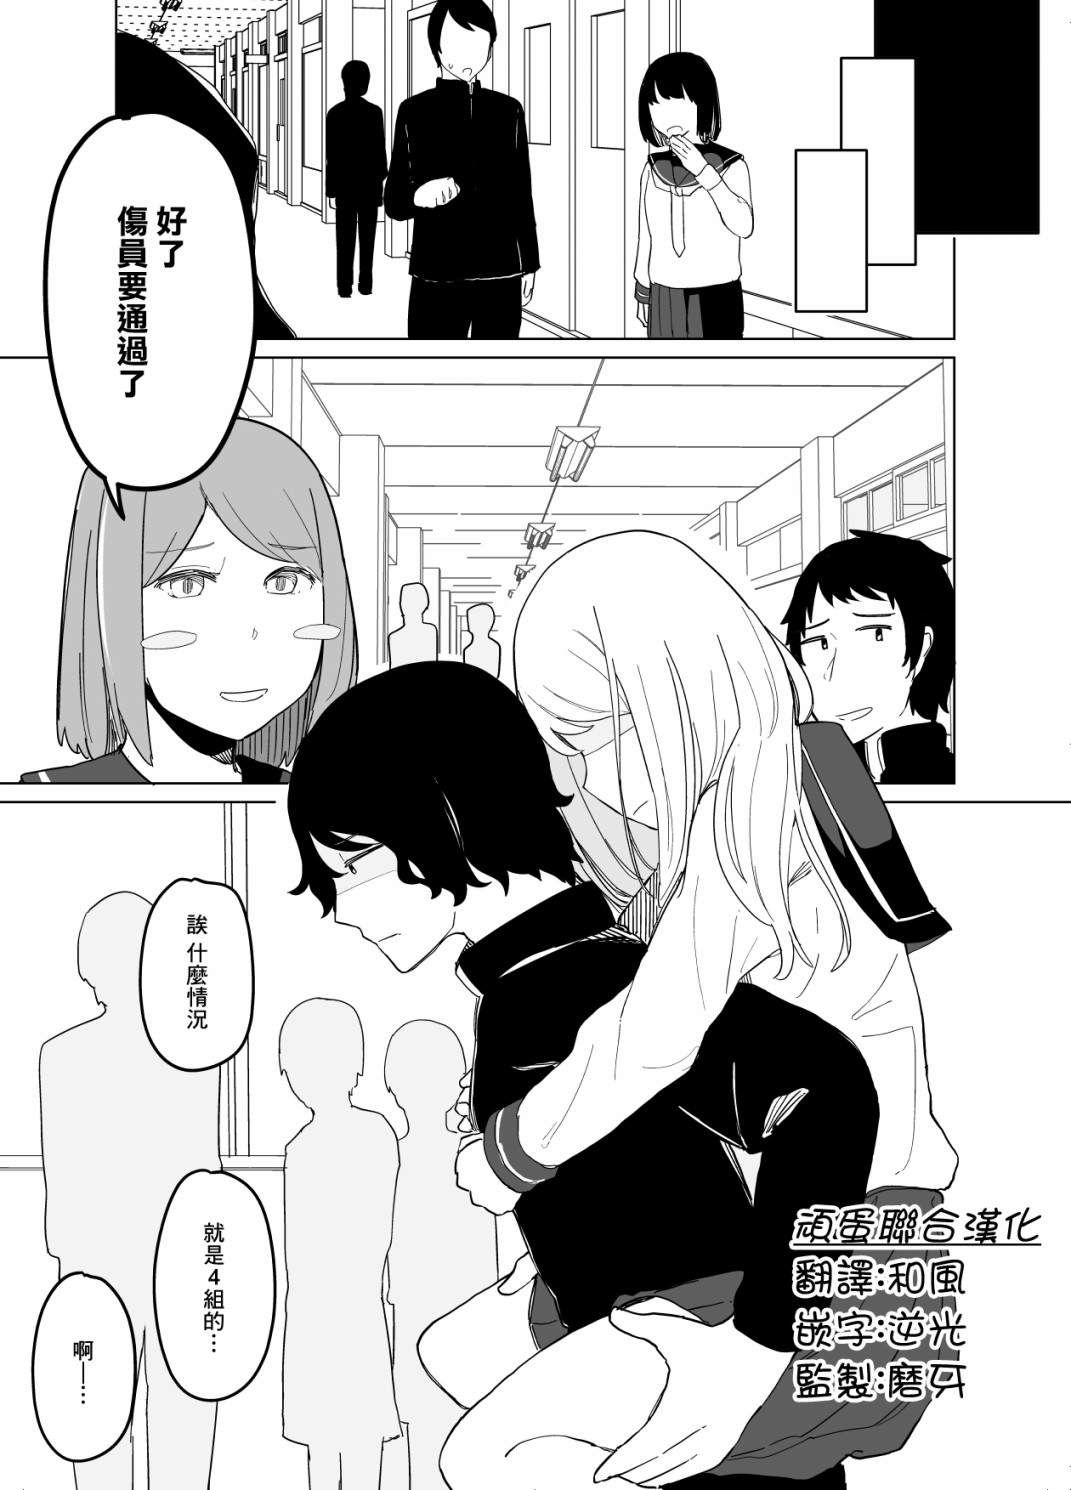 好了
傷員要通過了
誒 什麼情況
就是4組的…
啊──…
頑蛋聯合漢化
翻譯:和風
嵌字:逆光
監製:磨牙